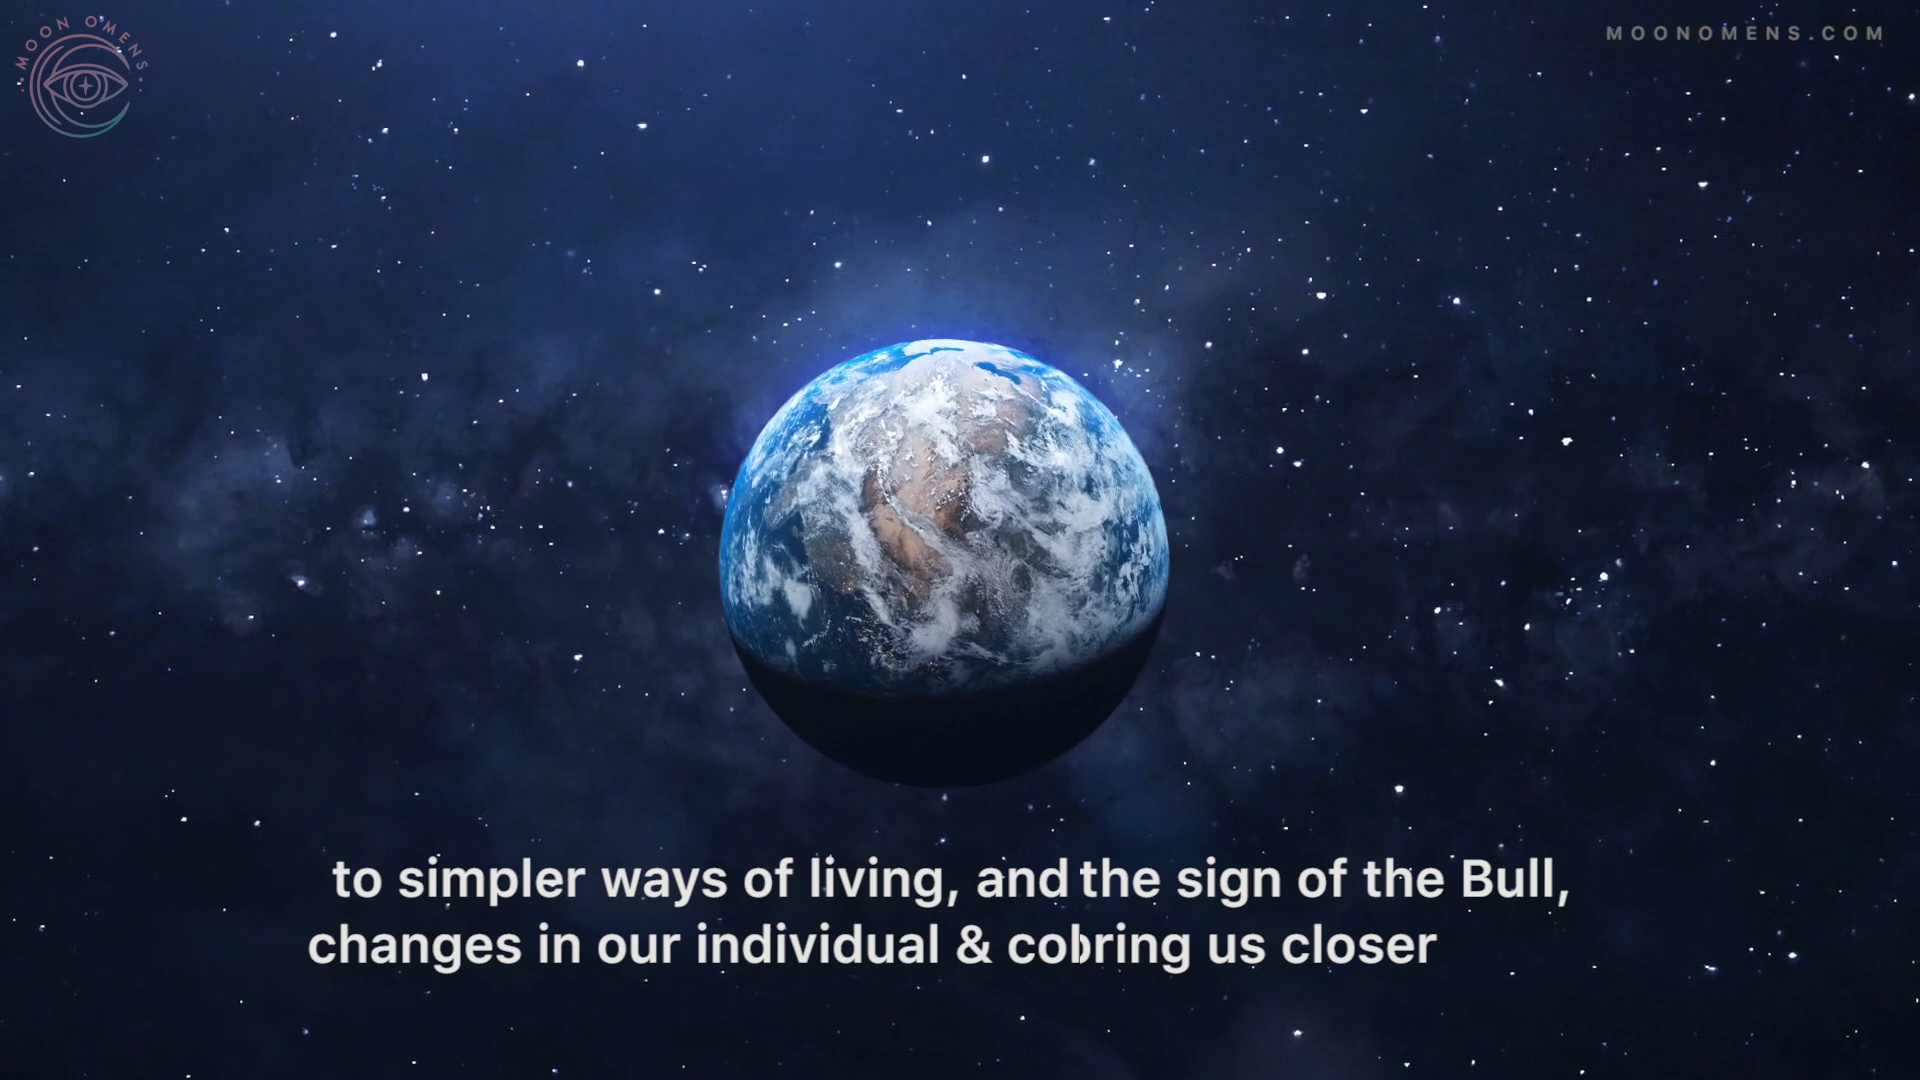 MOON OMENS
MOONOMENS.COM
to simpler ways of living, and the sign of the Bull,
changes in our individual & cobring us closer